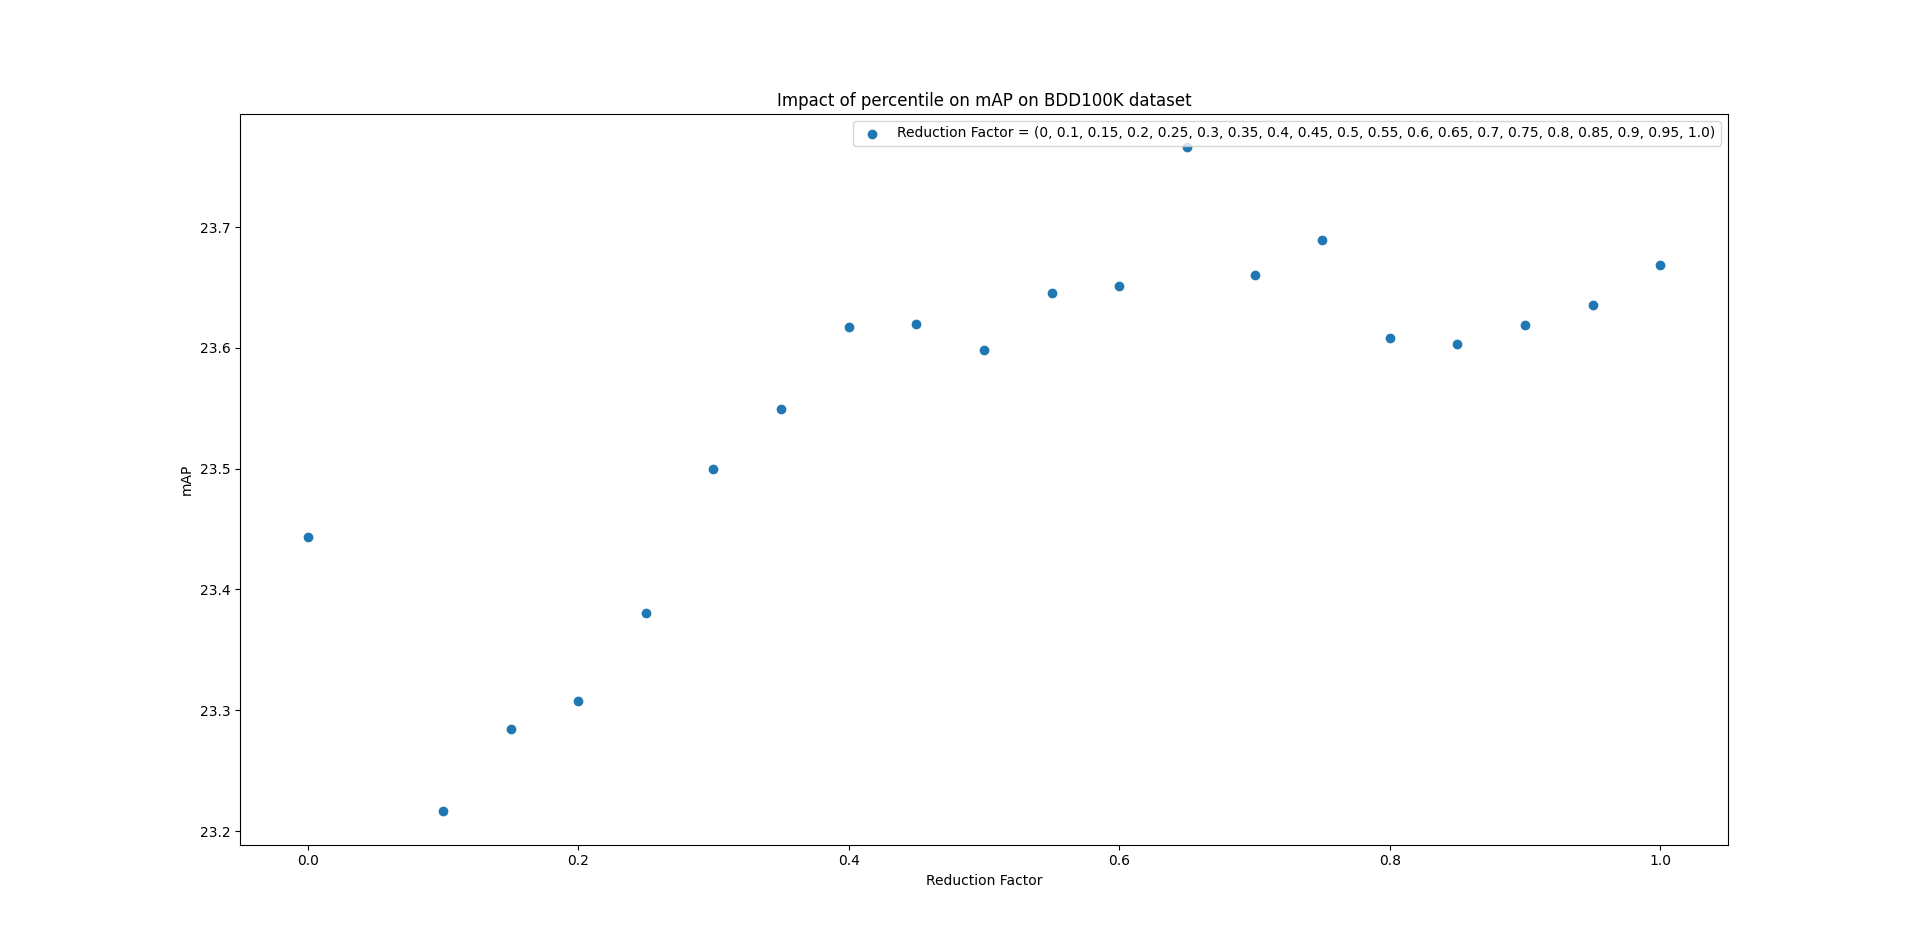 Impact of percentile on mAP on BDD100K dataset
Reduction Factor = (0, 0.1, 0.15, 0.2, 0.25, 0.3, 0.35, 0.4, 0.45, 0.5, 0.55, 0.6, 0.65, 0.7, 0.75, 0.8, 0.85, 0.9, 0.95, 1.0)
23.7
23.6
23.5
mAP
23.4
23.3
23.2
0.0 0.2 0.4 0.6 0.8 1.0
Reduction Factor